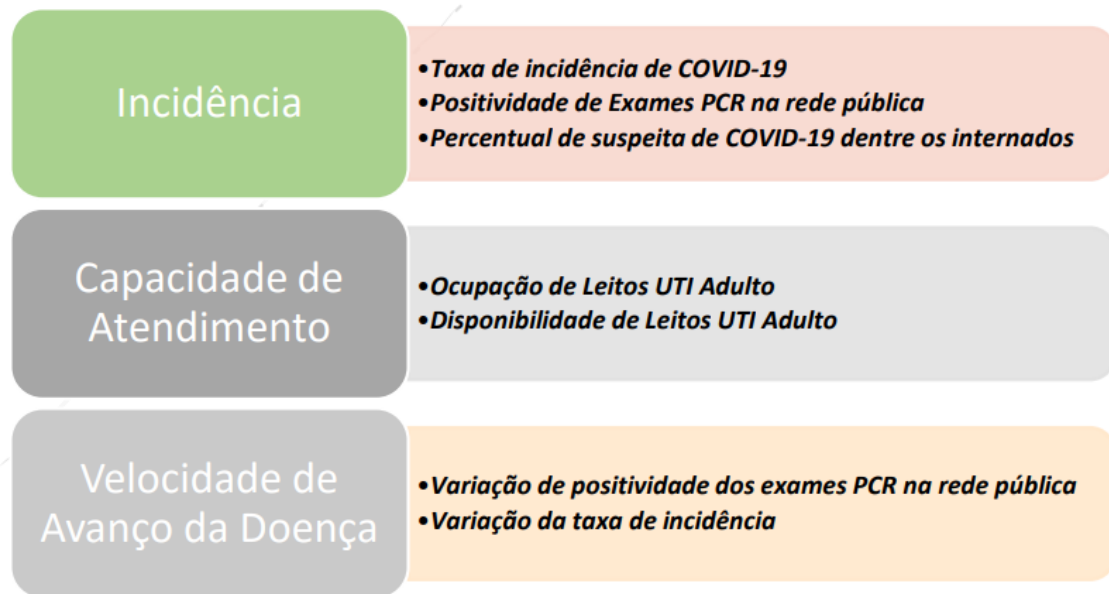 Incidência
•Taxa de incidência de COVID-19
•Positividade de Exames PCR na rede pública
•Percentual de suspeita de COVID-19 dentre os internados
Capacidade de
Atendimento
•Ocupação de Leitos UTI Adulto
•Disponibilidade de Leitos UTI Adulto
Velocidade de
Avanço da Doença
•Variação de positividade dos exames PCR na rede pública
•Variação da taxa de incidência